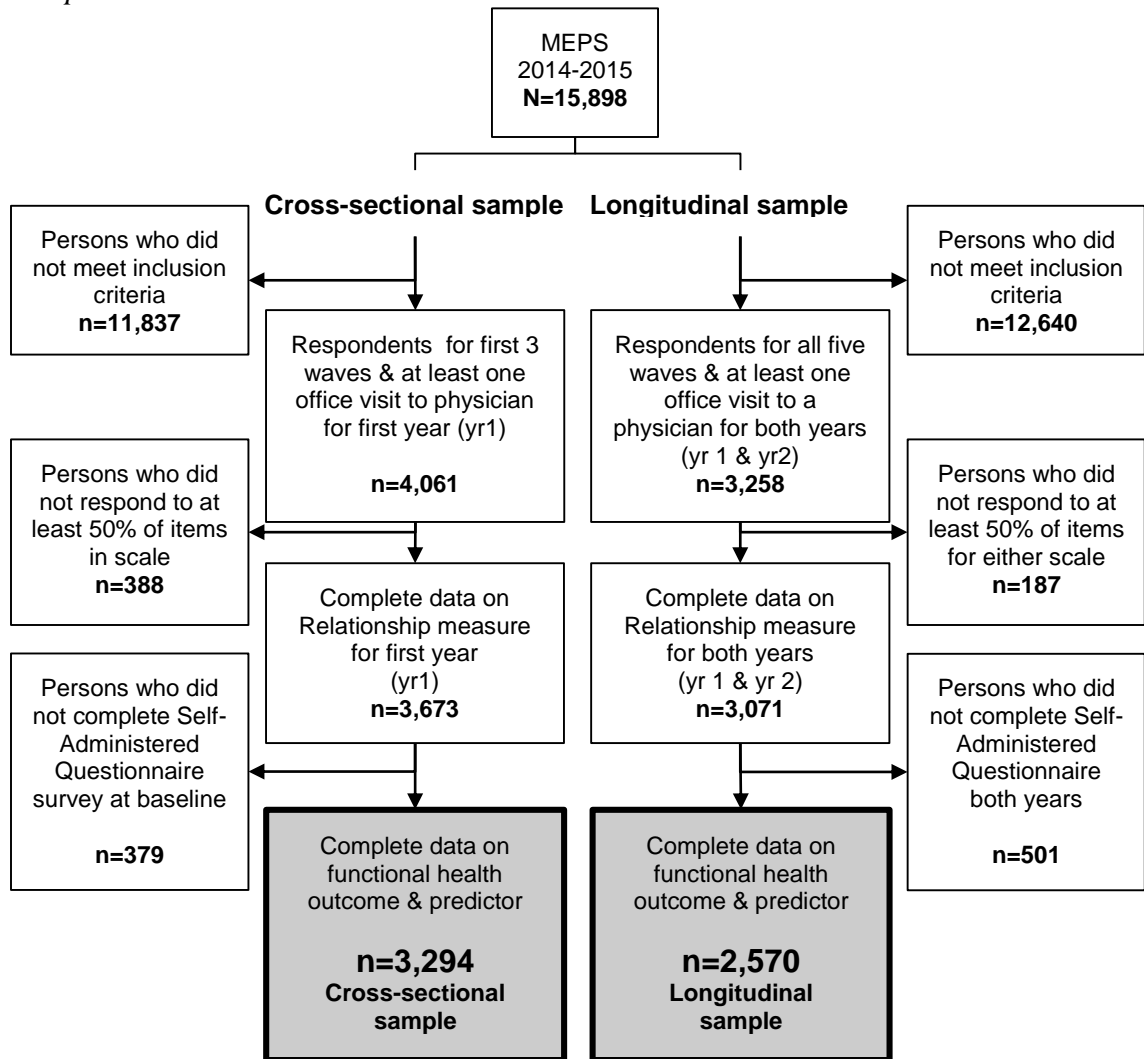 MEPS
2014-2015
N=15,898
Cross-sectional sample
Longitudinal sample
Persons who did
not meet inclusion
criteria
n=11,837
Respondents for first 3
waves & at least one
office visit to physician
for first year (yr1)
n=4,061
Respondents for all five
waves & at least one
office visit to a
physician for both years
(yr 1 & yr2)
n=3,258
Persons who did
not meet inclusion
criteria
n=12,640
Persons who did
not respond to at
least 50% of items
in scale
n=388
Complete data on
Relationship measure
for first year
(yr1)
n=3,673
Complete data on
Relationship measure
for both years
(yr 1 & yr 2)
n=3,071
Persons who did
not respond to at
least 50% of items
for either scale
n=187
Persons who did
not complete Self-
Administered
Questionnaire
survey at baseline
n=379
Complete data on
functional health
outcome & predictor
n=3,294
Cross-sectional
sample
Complete data on
functional health
outcome & predictor
n=2,570
Longitudinal
sample
Persons who did
not complete Self-
Administered
Questionnaire
both years
n=501